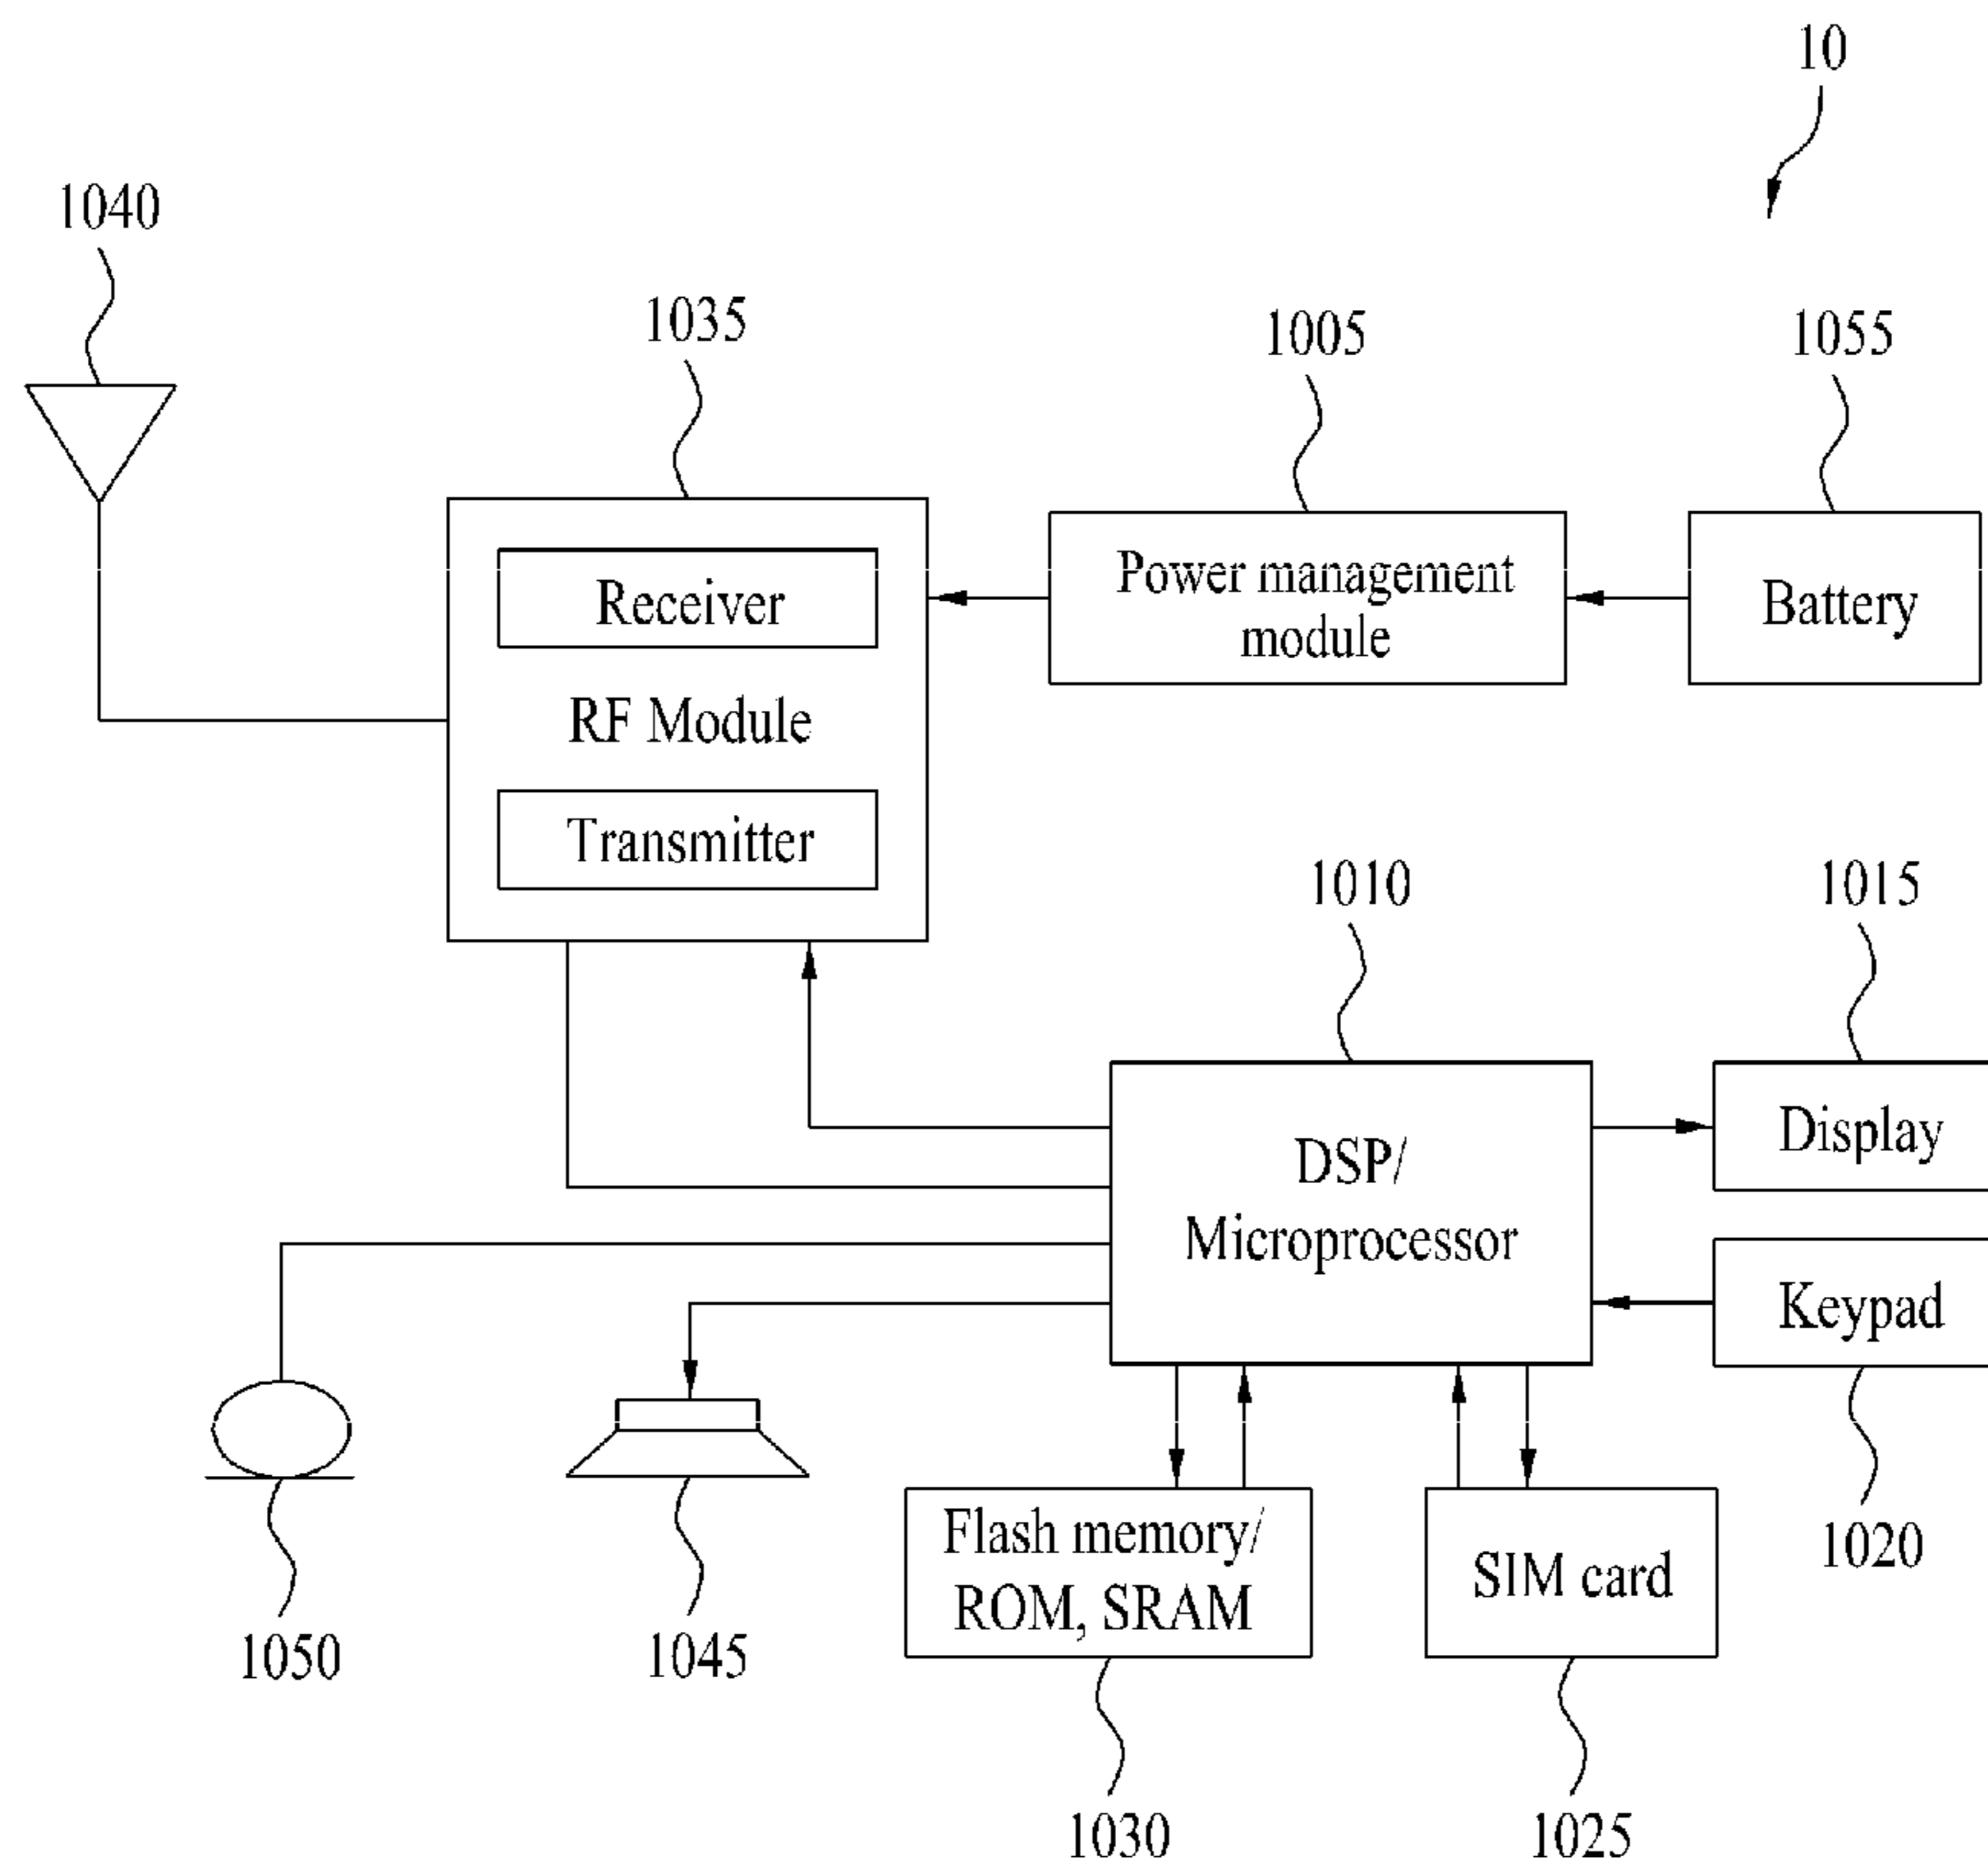 10
1040
1035
1005
1055
Receiver
RF Module
Transmitter
Power management
module
Battery
1010
1015
DSP/
Microprocessor
Display
Keypad
1020
Flash memory/
ROM, SRAM
SIM card
1050
1045
1030
1025